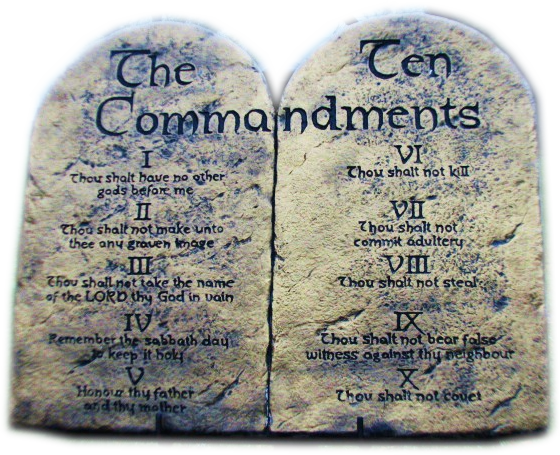 The Ten
Commandments
I
Thou shalt have no other
gods before me
II
Thou shalt not make unto
thee any graven image
III
Thou shall not take the name
of the LORD thy God in vain
IV
Remember the sabbath day
to keep it holy
V
Honour thy father
and thy mother
VI
Thou shalt not kill
VII
Thou shalt not
commit adultery
VIII
Thou shalt not steal
IX
Thou shalt not bear false
witness against thy neighbour
X
Thou shalt not covet